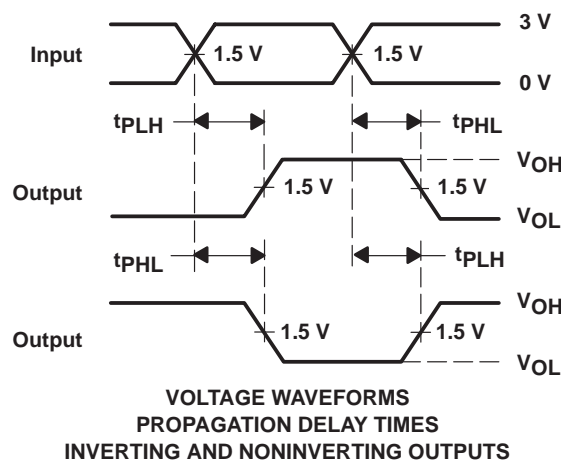 3 V
Input
1.5 V
1.5 V
0 V
tPLH
tPHL
VOH
Output
1.5 V
1.5 V
VOL
tPHL
tPLH
VOH
Output
1.5 V
1.5 V
VOL
VOLTAGE WAVEFORMS
PROPAGATION DELAY TIMES
INVERTING AND NONINVERTING OUTPUTS